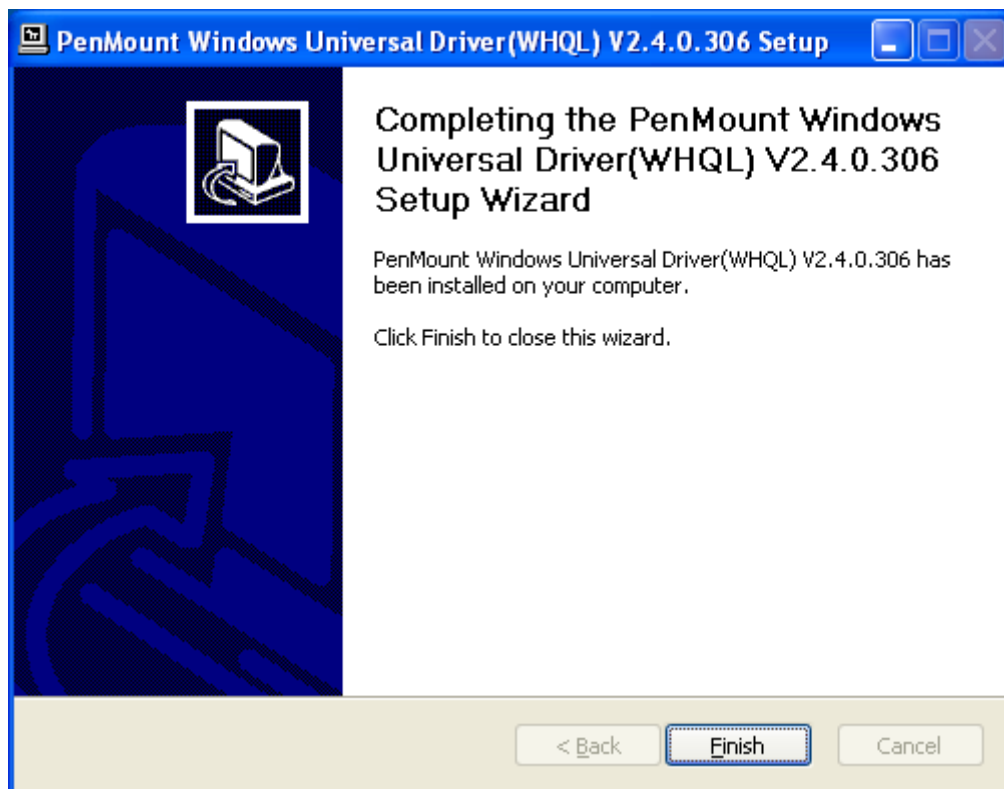 PenMount Windows Universal Driver(WHQL) V2.4.0.306 Setup
Completing the PenMount Windows
Universal Driver(WHQL) V2.4.0.306
Setup Wizard
PenMount Windows Universal Driver(WHQL) V2.4.0.306 has
been installed on your computer.
Click Finish to close this wizard.
< Back Finish Cancel